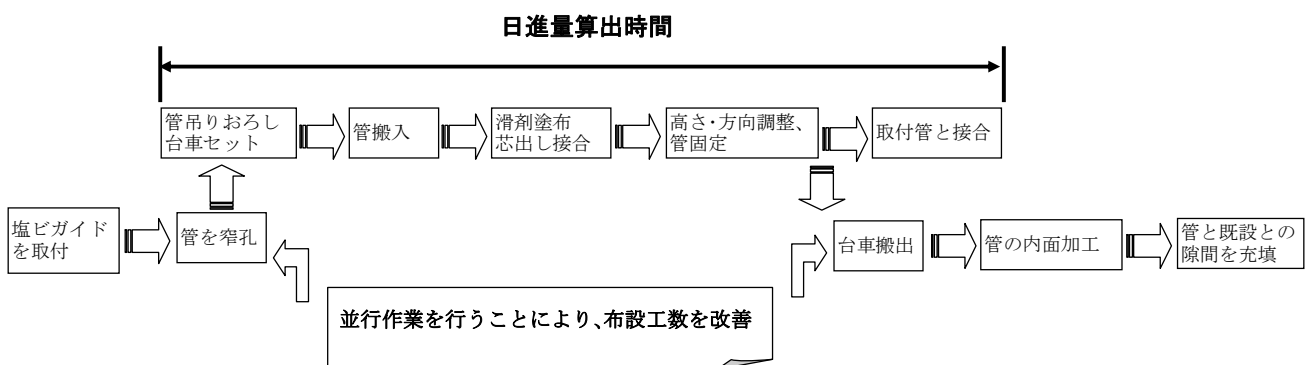 日進量算出時間
管吊りおろし
台車セット
管搬入
滑剤塗布
芯出し接合
高さ・方向調整、
管固定
取付管と接合
塩ビガイド
を取付
管を窄孔
台車搬出
管の内面加工
管と既設との
隙間を充填
並行作業を行うことにより、布設工数を改善